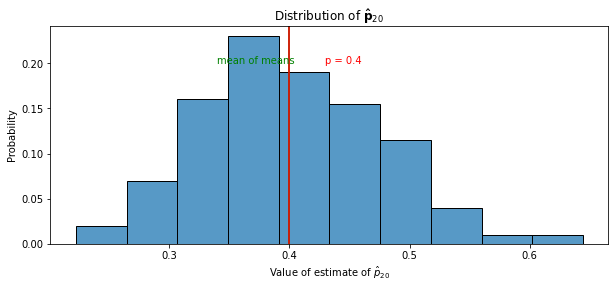 Distribution of p̂₂₀
mean of means
p = 0.4
Probability
0.20
0.15
0.10
0.05
0.00
0.3
0.4
0.5
0.6
Value of estimate of p̂₂₀